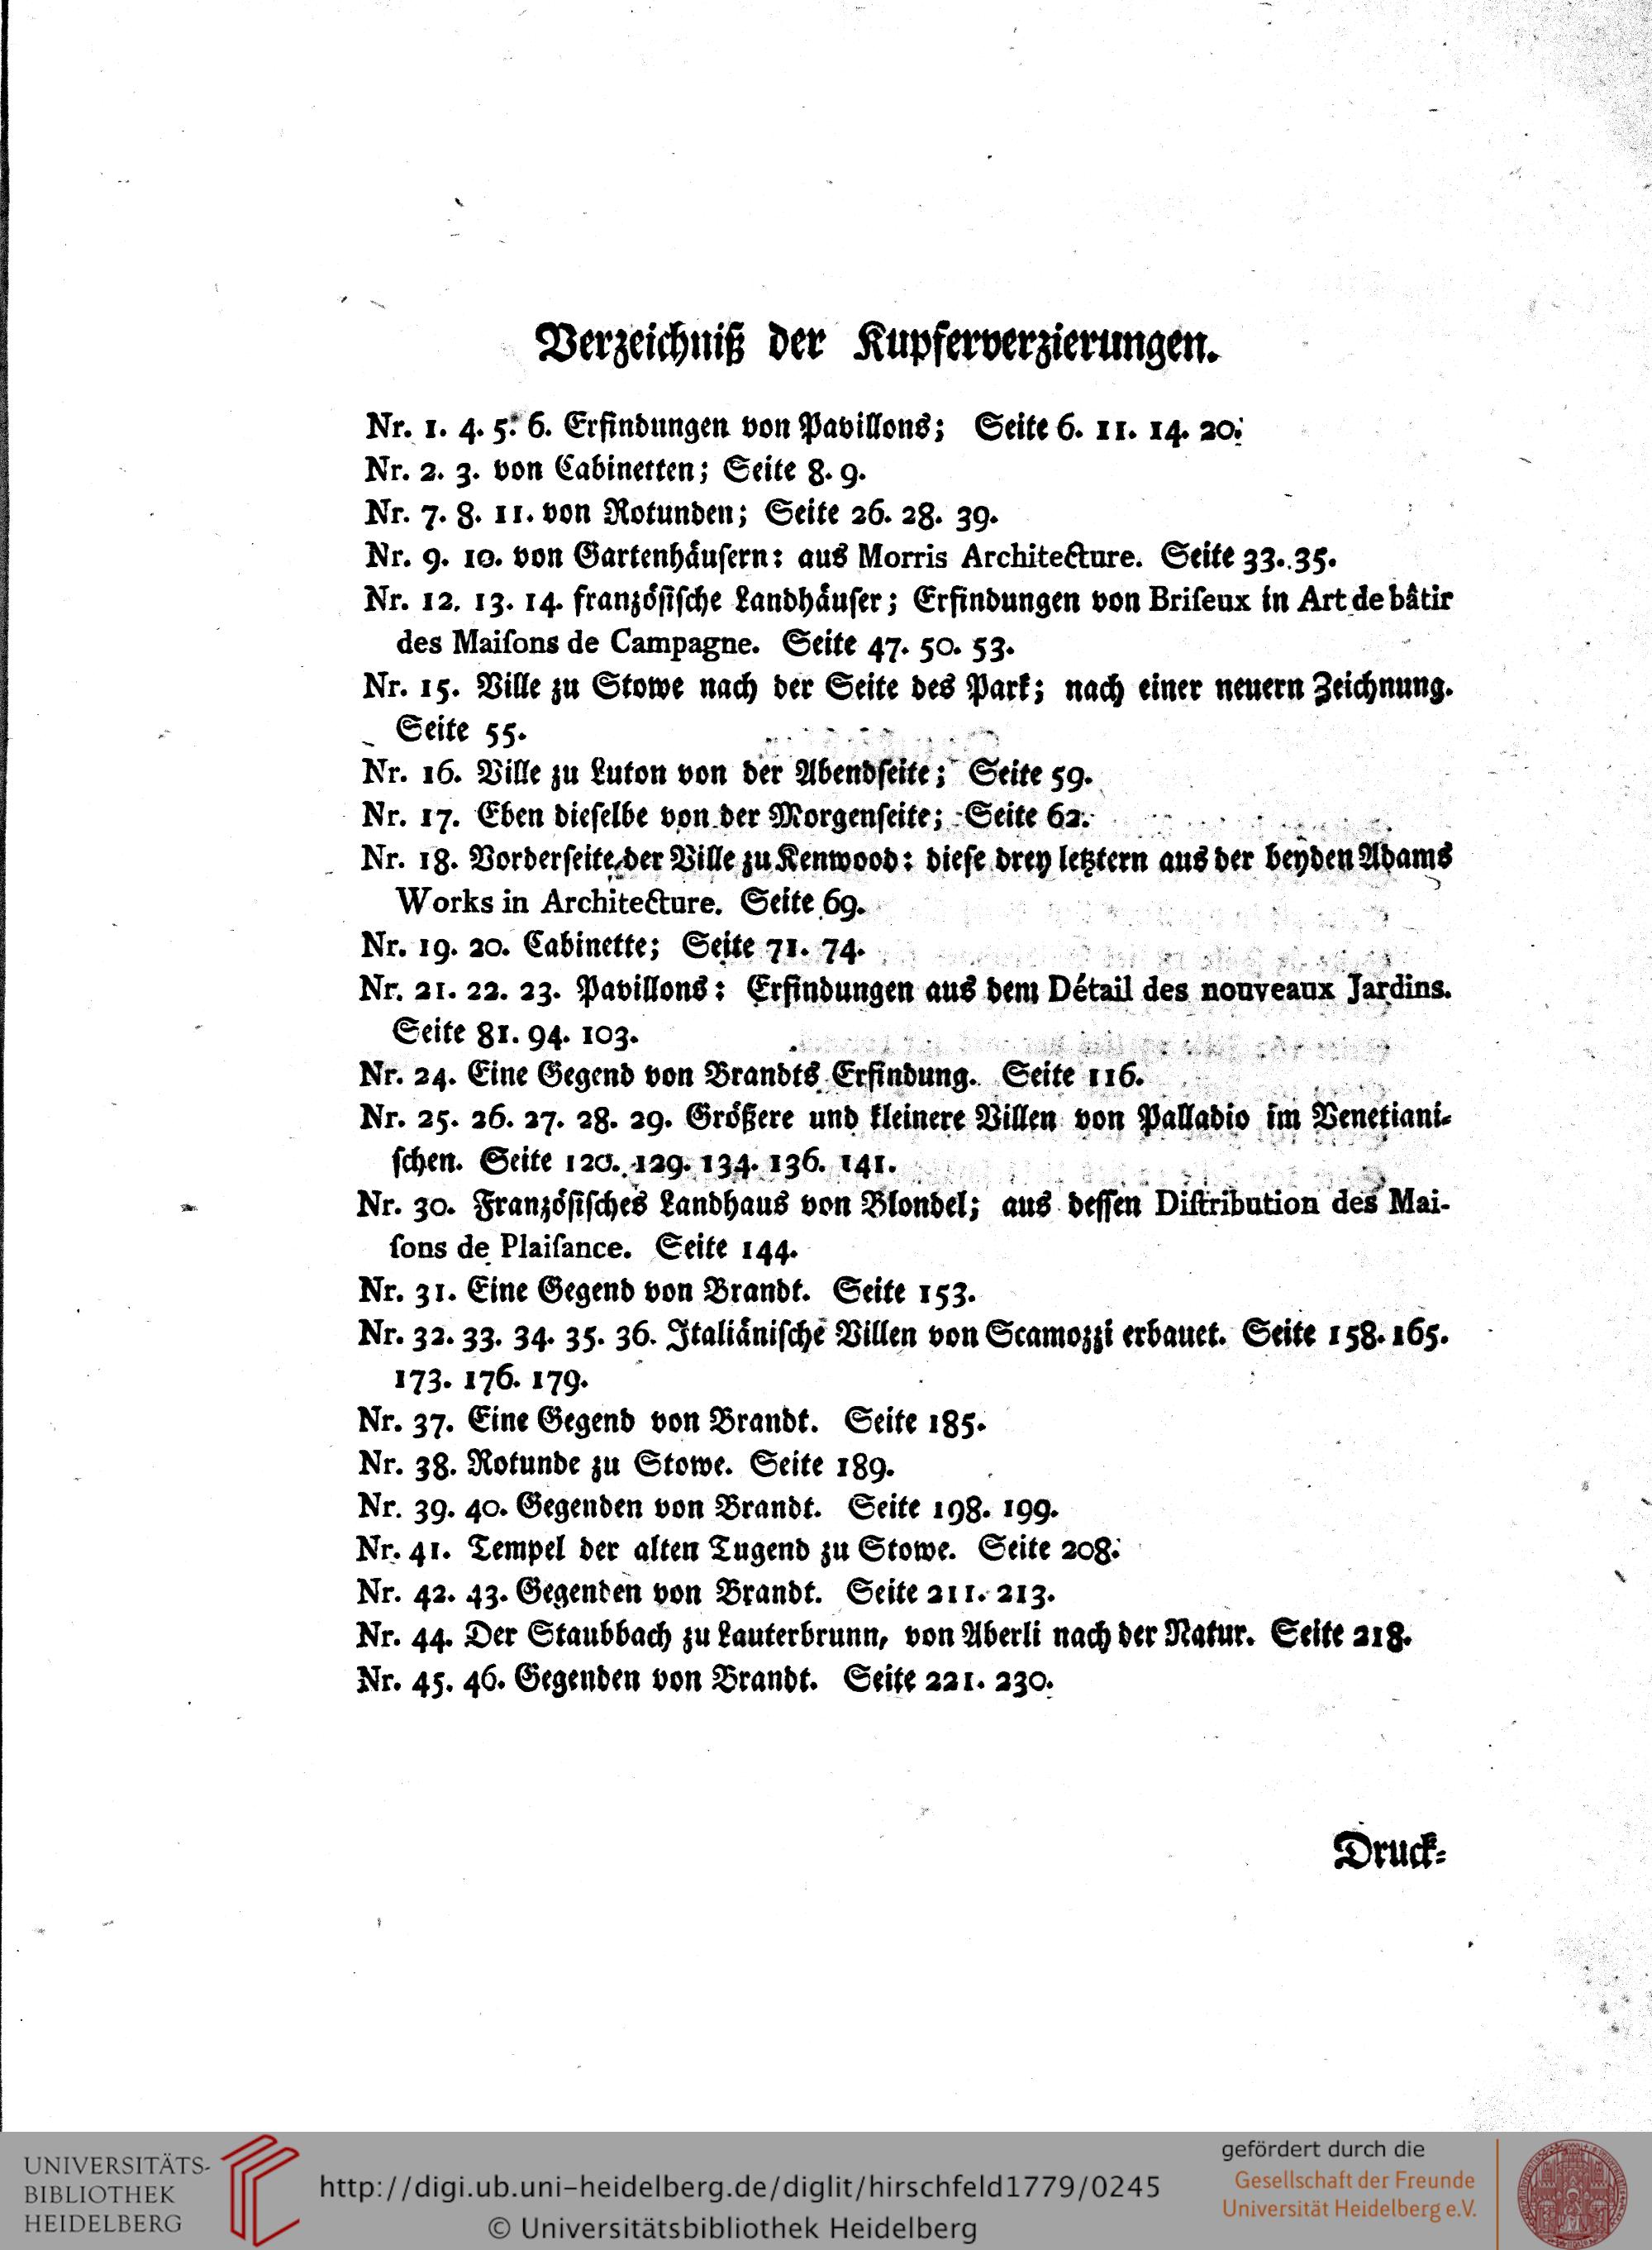 Verzeichniß der Kupferverzierungen.
Nr. 1. 4. 5. 6. Erfindungen von Pavillons; Seite 6. 11. 14. 20.
Nr. 2. 3. von Cabinetten; Seite 8. 9.
Nr. 7. 8. 11. von Rotunden; Seite 26. 28. 39.
Nr. 9. 10. von Gartenhäusern: aus Morris Architecture. Seite 33. 35.
Nr. 12. 13. 14. französische Landhäuser; Erfindungen von Briſeux in Art de bâtir
des Maiſons de Campagne. Seite 47. 50. 53.
Nr. 15. Ville zu Stowe nach der Seite des Park; nach einer neuern Zeichnung.
Seite 55.
Nr. 16. Ville zu Luton von der Abendseite; Seite 59.
Nr. 17. Eben dieselbe von der Morgenseite; Seite 62.
Nr. 18. Vorderseite der Ville zu Kenwood: diese drey letztern aus der beyden Adams
Works in Architecture. Seite 69.
Nr. 19. 20. Cabinette; Seite 71. 74.
Nr. 21. 22. 23. Pavillons: Erfindungen aus dem Détail des nouveaux Jardins.
Seite 81. 94. 103.
Nr. 24. Eine Gegend von Brandts Erfindung. Seite 116.
Nr. 25. 26. 27. 28. 29. Größere und kleinere Villen von Palladio im Venetiani-
schen. Seite 120. 129. 134. 136. 141.
Nr. 30. Französisches Landhaus von Blondel; aus dessen Diſtribution des Mai-
ſons de Plaiſance. Seite 144.
Nr. 31. Eine Gegend von Brandt. Seite 153.
Nr. 32. 33. 34. 35. 36. Italiänische Villen von Scamozzi erbauet. Seite 158. 165.
173. 176. 179.
Nr. 37. Eine Gegend von Brandt. Seite 185.
Nr. 38. Rotunde zu Stowe. Seite 189.
Nr. 39. 40. Gegenden von Brandt. Seite 198. 199.
Nr. 41. Tempel der alten Tugend zu Stowe. Seite 208.
Nr. 42. 43. Gegenden von Brandt. Seite 211. 213.
Nr. 44. Der Staubbach zu Lauterbrunn, von Aberli nach der Natur. Seite 218.
Nr. 45. 46. Gegenden von Brandt. Seite 221. 230.
Druck-
UNIVERSITÄTS-
BIBLIOTHEK
HEIDELBERG
http://digi.ub.uni-heidelberg.de/diglit/hirschfeld1779/0245
© Universitätsbibliothek Heidelberg
gefördert durch die
Gesellschaft der Freunde
Universität Heidelberg e.V.